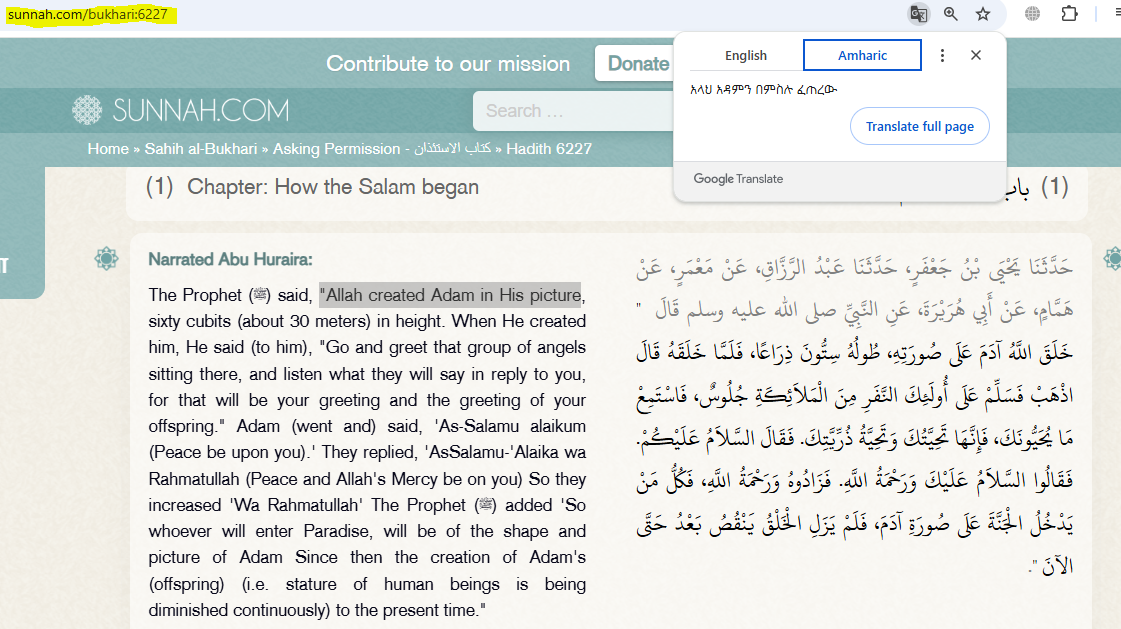 sunnah.com/bukhari:6227
Contribute to our mission
Donate
English
Amharic
አላህ አዳምን በምስሉ ፈጠረው
Translate full page
Google Translate
SUNNAH.COM
Search ...
Home » Sahih al-Bukhari » Asking Permission - كتاب الاستئذان » Hadith 6227
(1) Chapter: How the Salam began
(1) باب
Narrated Abu Huraira:
The Prophet (ﷺ) said, "Allah created Adam in His picture,
sixty cubits (about 30 meters) in height. When He created
him, He said (to him), "Go and greet that group of angels
sitting there, and listen what they will say in reply to you,
for that will be your greeting and the greeting of your
offspring." Adam (went and) said, 'As-Salamu alaikum
(Peace be upon you).' They replied, 'AsSalamu-'Alaika wa
Rahmatullah (Peace and Allah's Mercy be on you) So they
increased 'Wa Rahmatullah' The Prophet (ﷺ) added 'So
whoever will enter Paradise, will be of the shape and
picture of Adam Since then the creation of Adam's
(offspring) (i.e. stature of human beings is being
diminished continuously) to the present time."
حَدَّثَنَا يَحْيَى بْنُ جَعْفَرٍ، حَدَّثَنَا عَبْدُ الرَّزَّاقِ، عَنْ مَعْمَرٍ، عَنْ
هَمَّامٍ، عَنْ أَبِي هُرَيْرَةَ، عَنِ النَّبِيِّ صلى الله عليه وسلم قَالَ ‏"‏
خَلَقَ اللَّهُ آدَمَ عَلَى صُورَتِهِ، طُولُهُ سِتُّونَ ذِرَاعًا، فَلَمَّا خَلَقَهُ قَالَ
اذْهَبْ فَسَلِّمْ عَلَى أُولَئِكَ النَّفَرِ مِنَ الْمَلاَئِكَةِ جُلُوسٌ، فَاسْتَمِعْ
مَا يُحَيُّونَكَ، فَإِنَّهَا تَحِيَّتُكَ وَتَحِيَّةُ ذُرِّيَّتِكَ‏.‏ فَقَالَ السَّلاَمُ عَلَيْكُمْ‏.‏
فَقَالُوا السَّلاَمُ عَلَيْكَ وَرَحْمَةُ اللَّهِ‏.‏ فَزَادُوهُ وَرَحْمَةُ اللَّهِ، فَكُلُّ مَنْ
يَدْخُلُ الْجَنَّةَ عَلَى صُورَةِ آدَمَ، فَلَمْ يَزَلِ الْخَلْقُ يَنْقُصُ بَعْدُ حَتَّى
الآنَ ‏"‏‏.‏